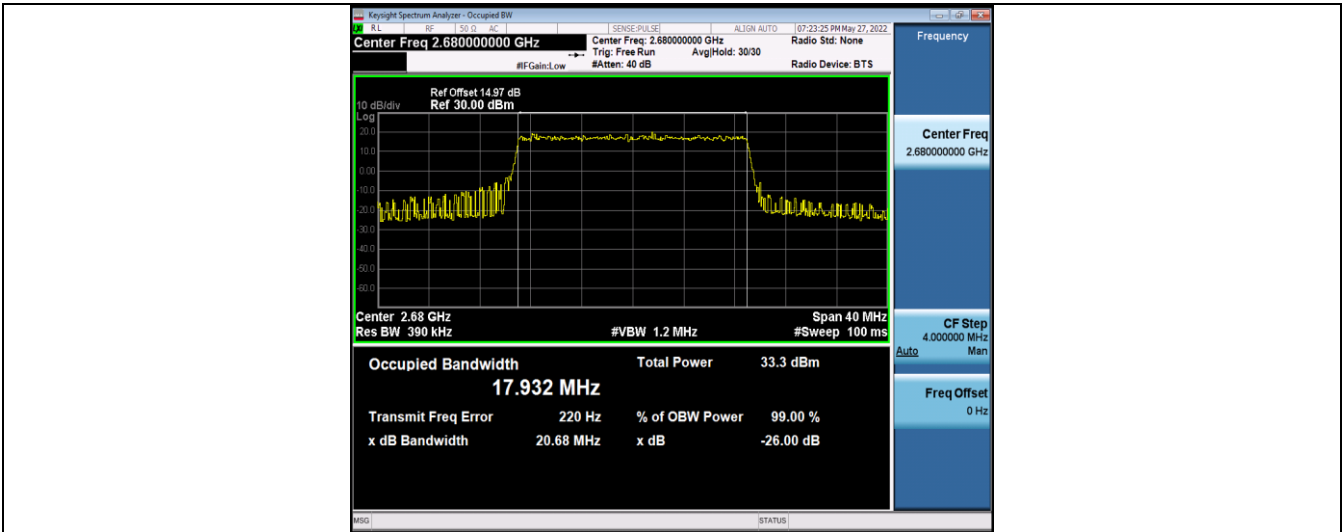 Keysight Spectrum Analyzer - Occupied BW
RL RF 50 Ω AC SENSE:PULSE ALIGN AUTO 07:23:25 PM May 27, 2022
Center Freq 2.680000000 GHz
Center Freq: 2.680000000 GHz Radio Std: None
Trig: Free Run Avg|Hold: 30/30
#IFGain:Low #Atten: 40 dB Radio Device: BTS
Ref Offset 14.97 dB
10 dB/div Ref 30.00 dBm
Log
20.0
10.0
0.00
-10.0
-20.0
-30.0
-40.0
-50.0
-60.0
Center 2.68 GHz Span 40 MHz
Res BW 390 kHz #VBW 1.2 MHz #Sweep 100 ms
Occupied Bandwidth Total Power 33.3 dBm
17.932 MHz
Transmit Freq Error 220 Hz % of OBW Power 99.00 %
x dB Bandwidth 20.68 MHz x dB -26.00 dB
MSG STATUS
Frequency
Center Freq
2.680000000 GHz
CF Step
4.000000 MHz
Auto Man
Freq Offset
0 Hz